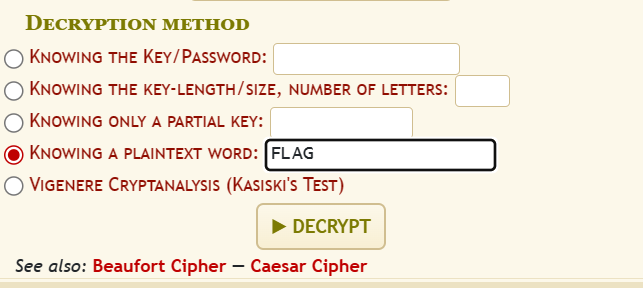 Decryption method
Knowing the Key/Password:
Knowing the key-length/size, number of letters:
Knowing only a partial key:
Knowing a plaintext word: FLAG
Vigenere Cryptanalysis (Kasiski's Test)
▶ DECRYPT
See also: Beaufort Cipher — Caesar Cipher